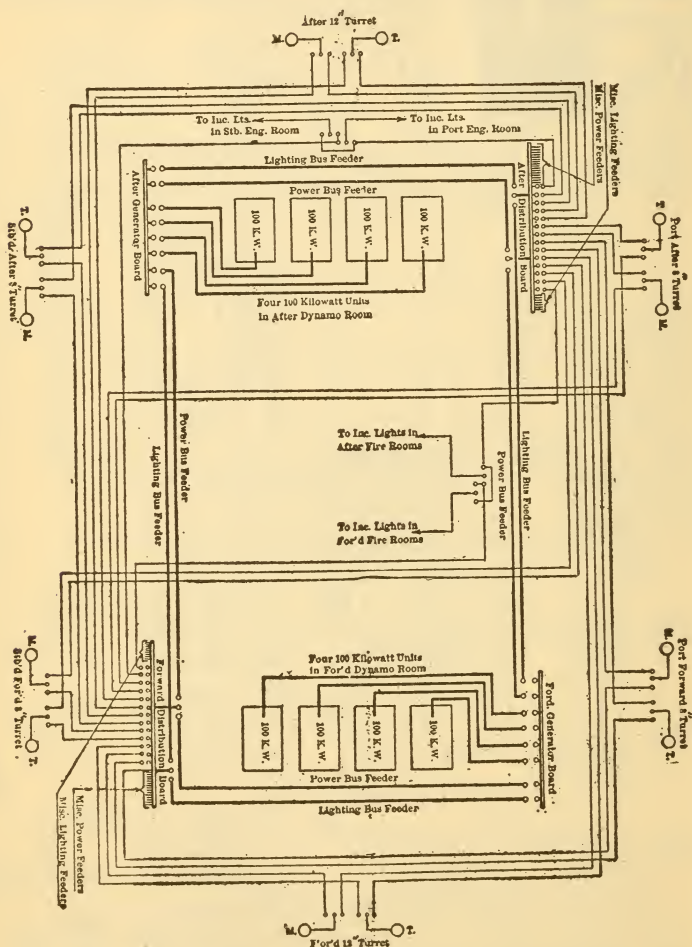 After 12" Turret
M.
T.
To Inc. Lts.
in Stb. Eng. Room
To Inc. Lts.
in Port Eng. Room
Misc. Lighting Feeders
Misc. Power Feeders
Lighting Bus Feeder
Power Bus Feeder
After Generator Board
After Distribution Board
100 K.W.
100 K.W.
100 K.W.
100 K.W.
Four 100 Kilowatt Units
in After Dynamo Room
T.
Stb'd After 8" Turret
M.
T.
Port After 8" Turret
M.
To Inc. Lights in
After Fire Rooms
To Inc. Lights in
For'd Fire Rooms
Power Bus Feeder
Lighting Bus Feeder
Power Bus Feeder
Lighting Bus Feeder
M.
Stb'd For'd 8" Turret
T.
M.
Port Forward 8" Turret
T.
Four 100 Kilowatt Units
in For'd Dynamo Room
100 K.W.
100 K.W.
100 K.W.
100 K.W.
Power Bus Feeder
Lighting Bus Feeder
Forward Distribution Board
Ford. Generator Board
Misc. Power Feeders
Misc. Lighting Feeders
M.
T.
For'd 12" Turret